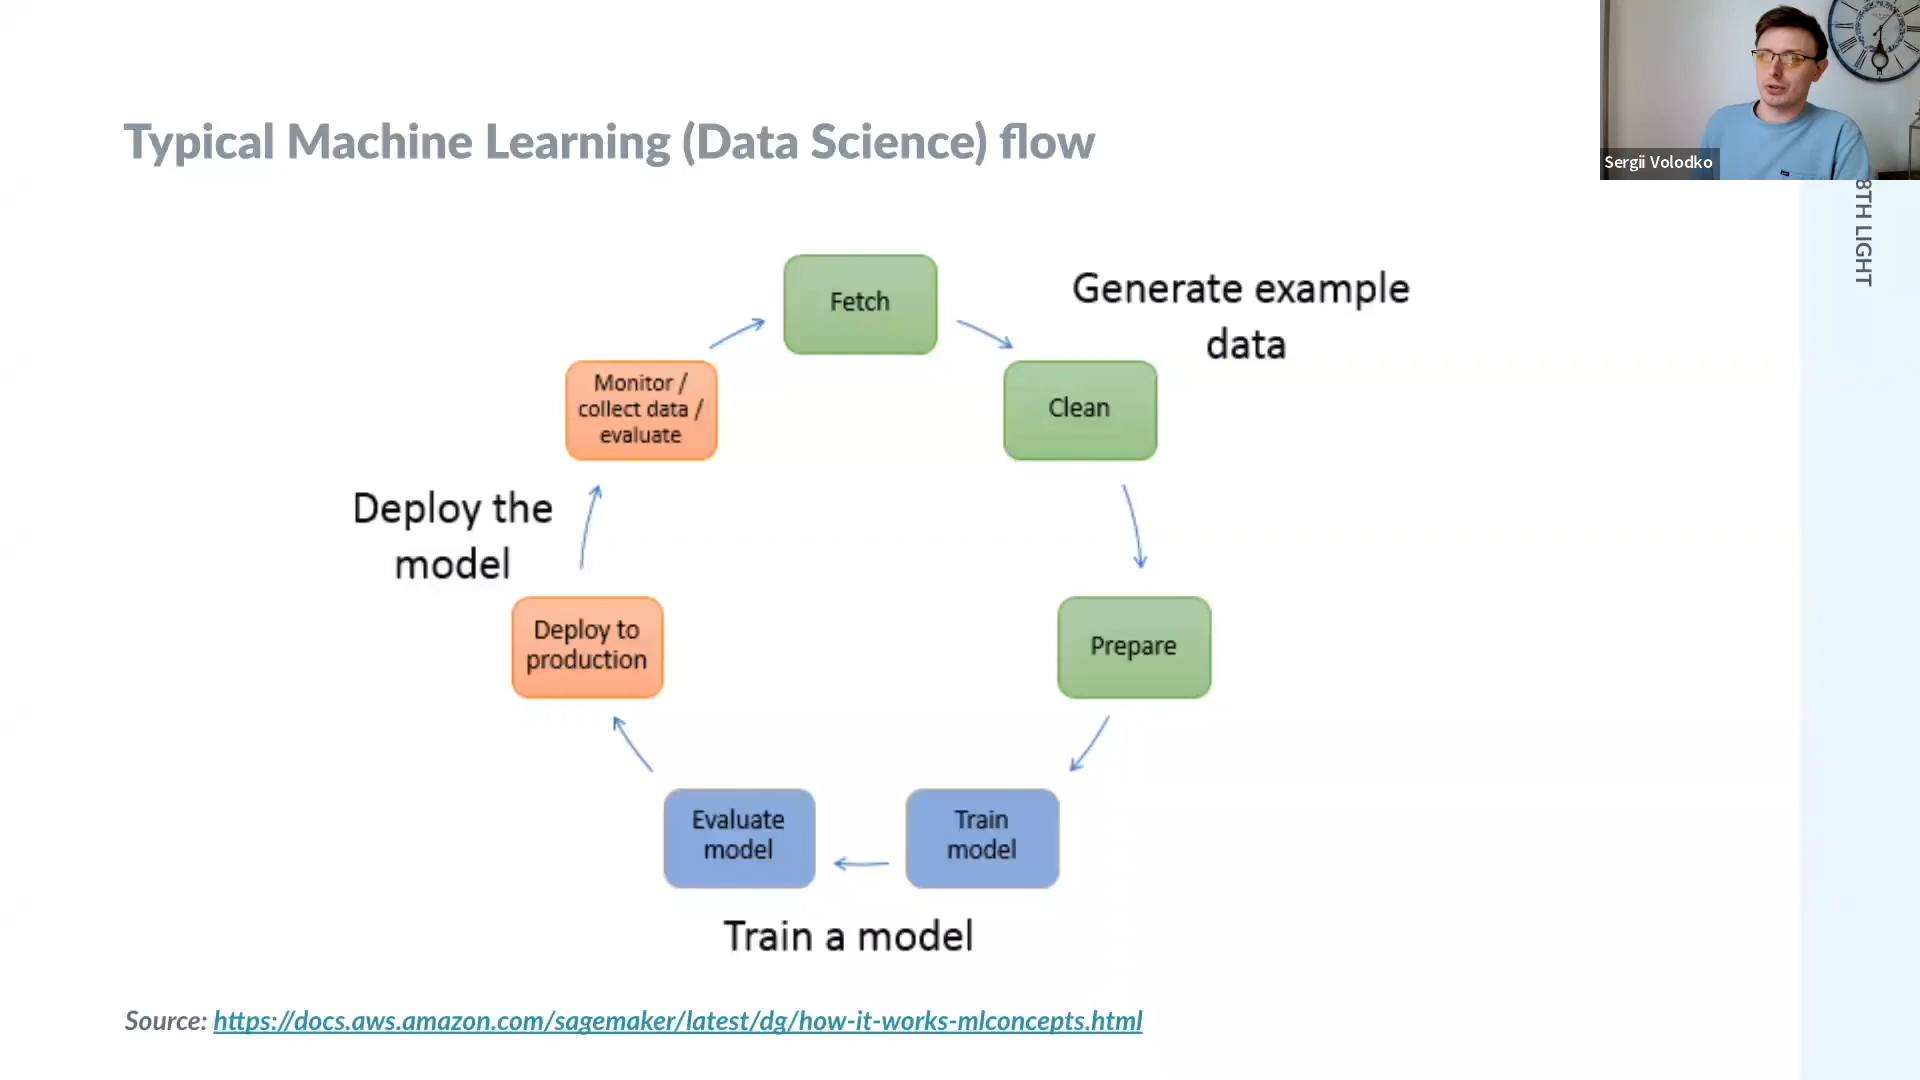 Typical Machine Learning (Data Science) flow
Sergii Volodko
8TH LIGHT
Fetch
Generate example
data
Clean
Prepare
Train
model
Evaluate
model
Train a model
Deploy to
production
Deploy the
model
Monitor /
collect data /
evaluate
Source: https://docs.aws.amazon.com/sagemaker/latest/dg/how-it-works-mlconcepts.html